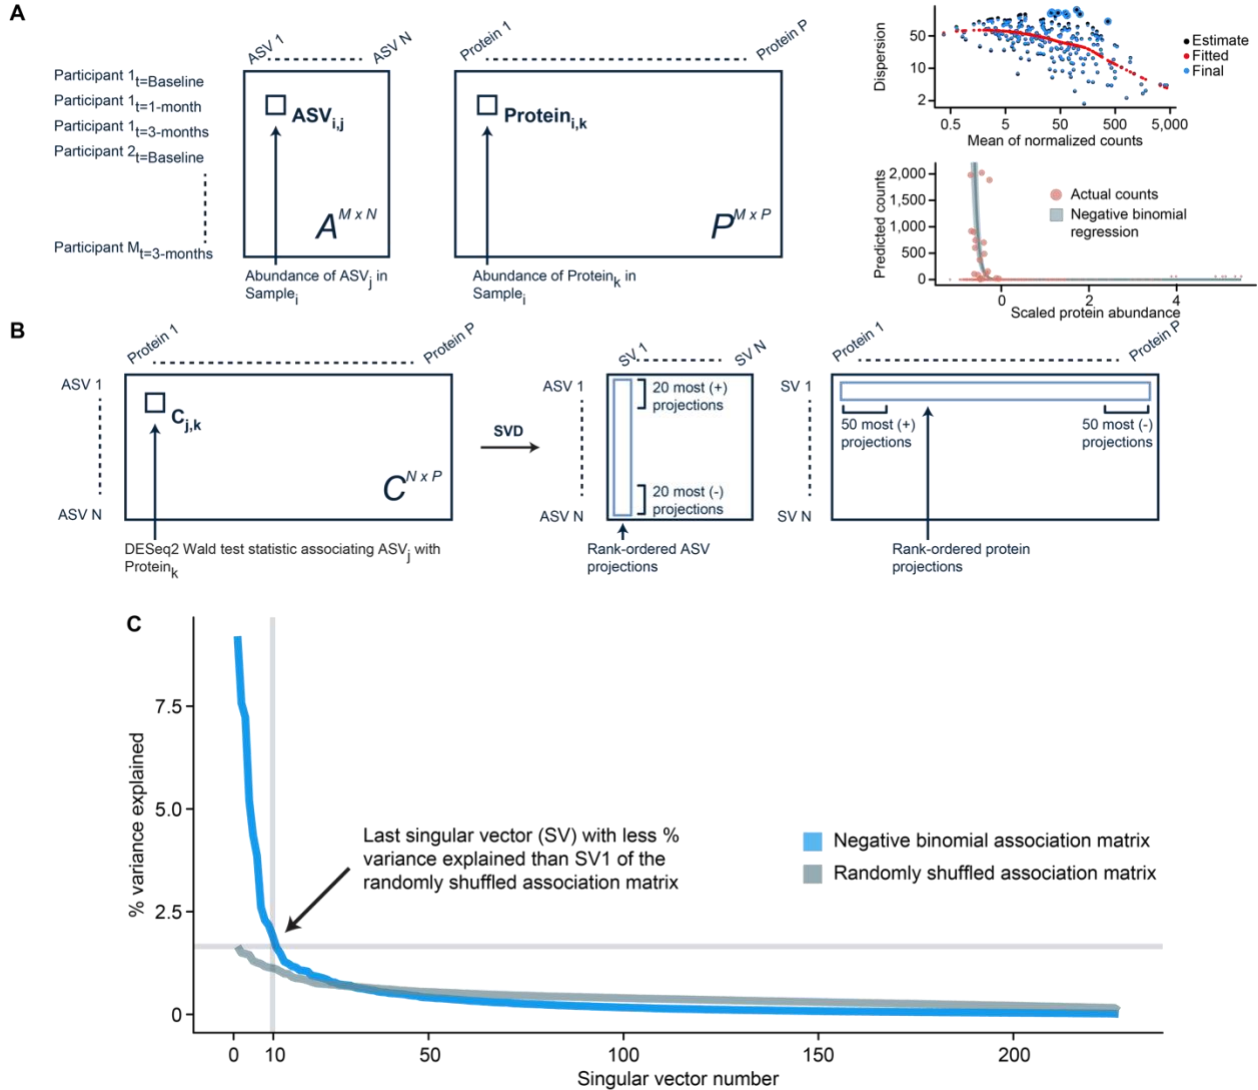 A
ASV 1
ASV N
Protein 1
Protein P
Participant 1t=Baseline
Participant 1t=1-month
Participant 1t=3-months
Participant 2t=Baseline
Participant Mt=3-months
ASVi,j
A M x N
Abundance of ASVj in
Samplei
Proteini,k
P M x P
Abundance of Proteink in
Samplei
Dispersion
50
10
2
0.5
5
50
500
5,000
Mean of normalized counts
Estimate
Fitted
Final
Predicted counts
2,000
1,500
1,000
500
0
0
2
4
Scaled protein abundance
Actual counts
Negative binomial
regression
B
Protein 1
Protein P
ASV 1
ASV N
Cj,k
C N x P
DESeq2 Wald test statistic associating ASVj with
Proteink
SVD
SV 1
SV N
ASV 1
ASV N
20 most (+)
projections
20 most (-)
projections
Rank-ordered ASV
projections
Protein 1
Protein P
SV 1
SV N
50 most (+)
projections
50 most (-)
projections
Rank-ordered protein
projections
C
% variance explained
7.5
5.0
2.5
0
0
10
50
100
150
200
Singular vector number
Last singular vector (SV) with less %
variance explained than SV1 of the
randomly shuffled association matrix
Negative binomial association matrix
Randomly shuffled association matrix